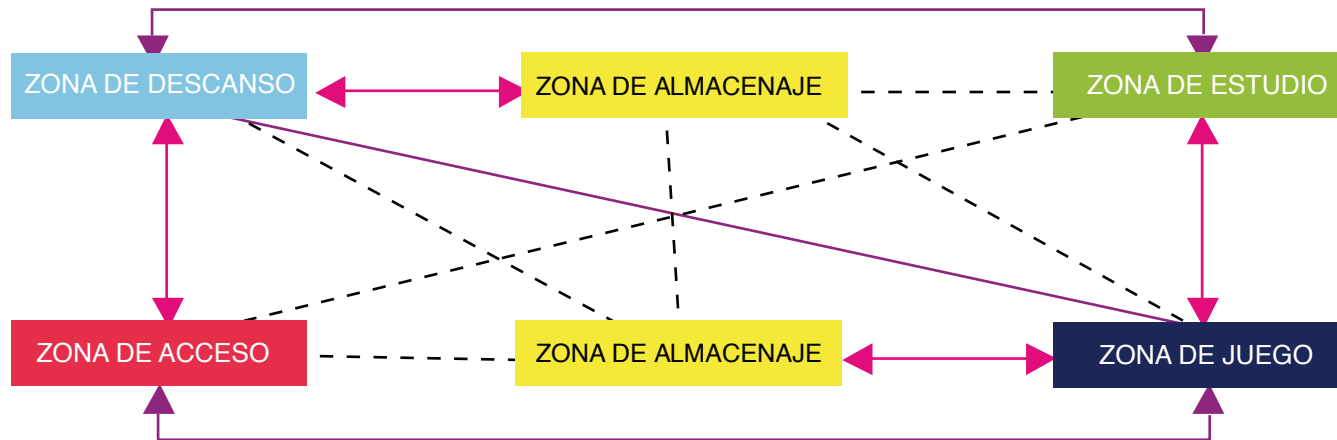 ZONA DE DESCANSO
ZONA DE ALMACENAJE
ZONA DE ESTUDIO
ZONA DE ACCESO
ZONA DE ALMACENAJE
ZONA DE JUEGO